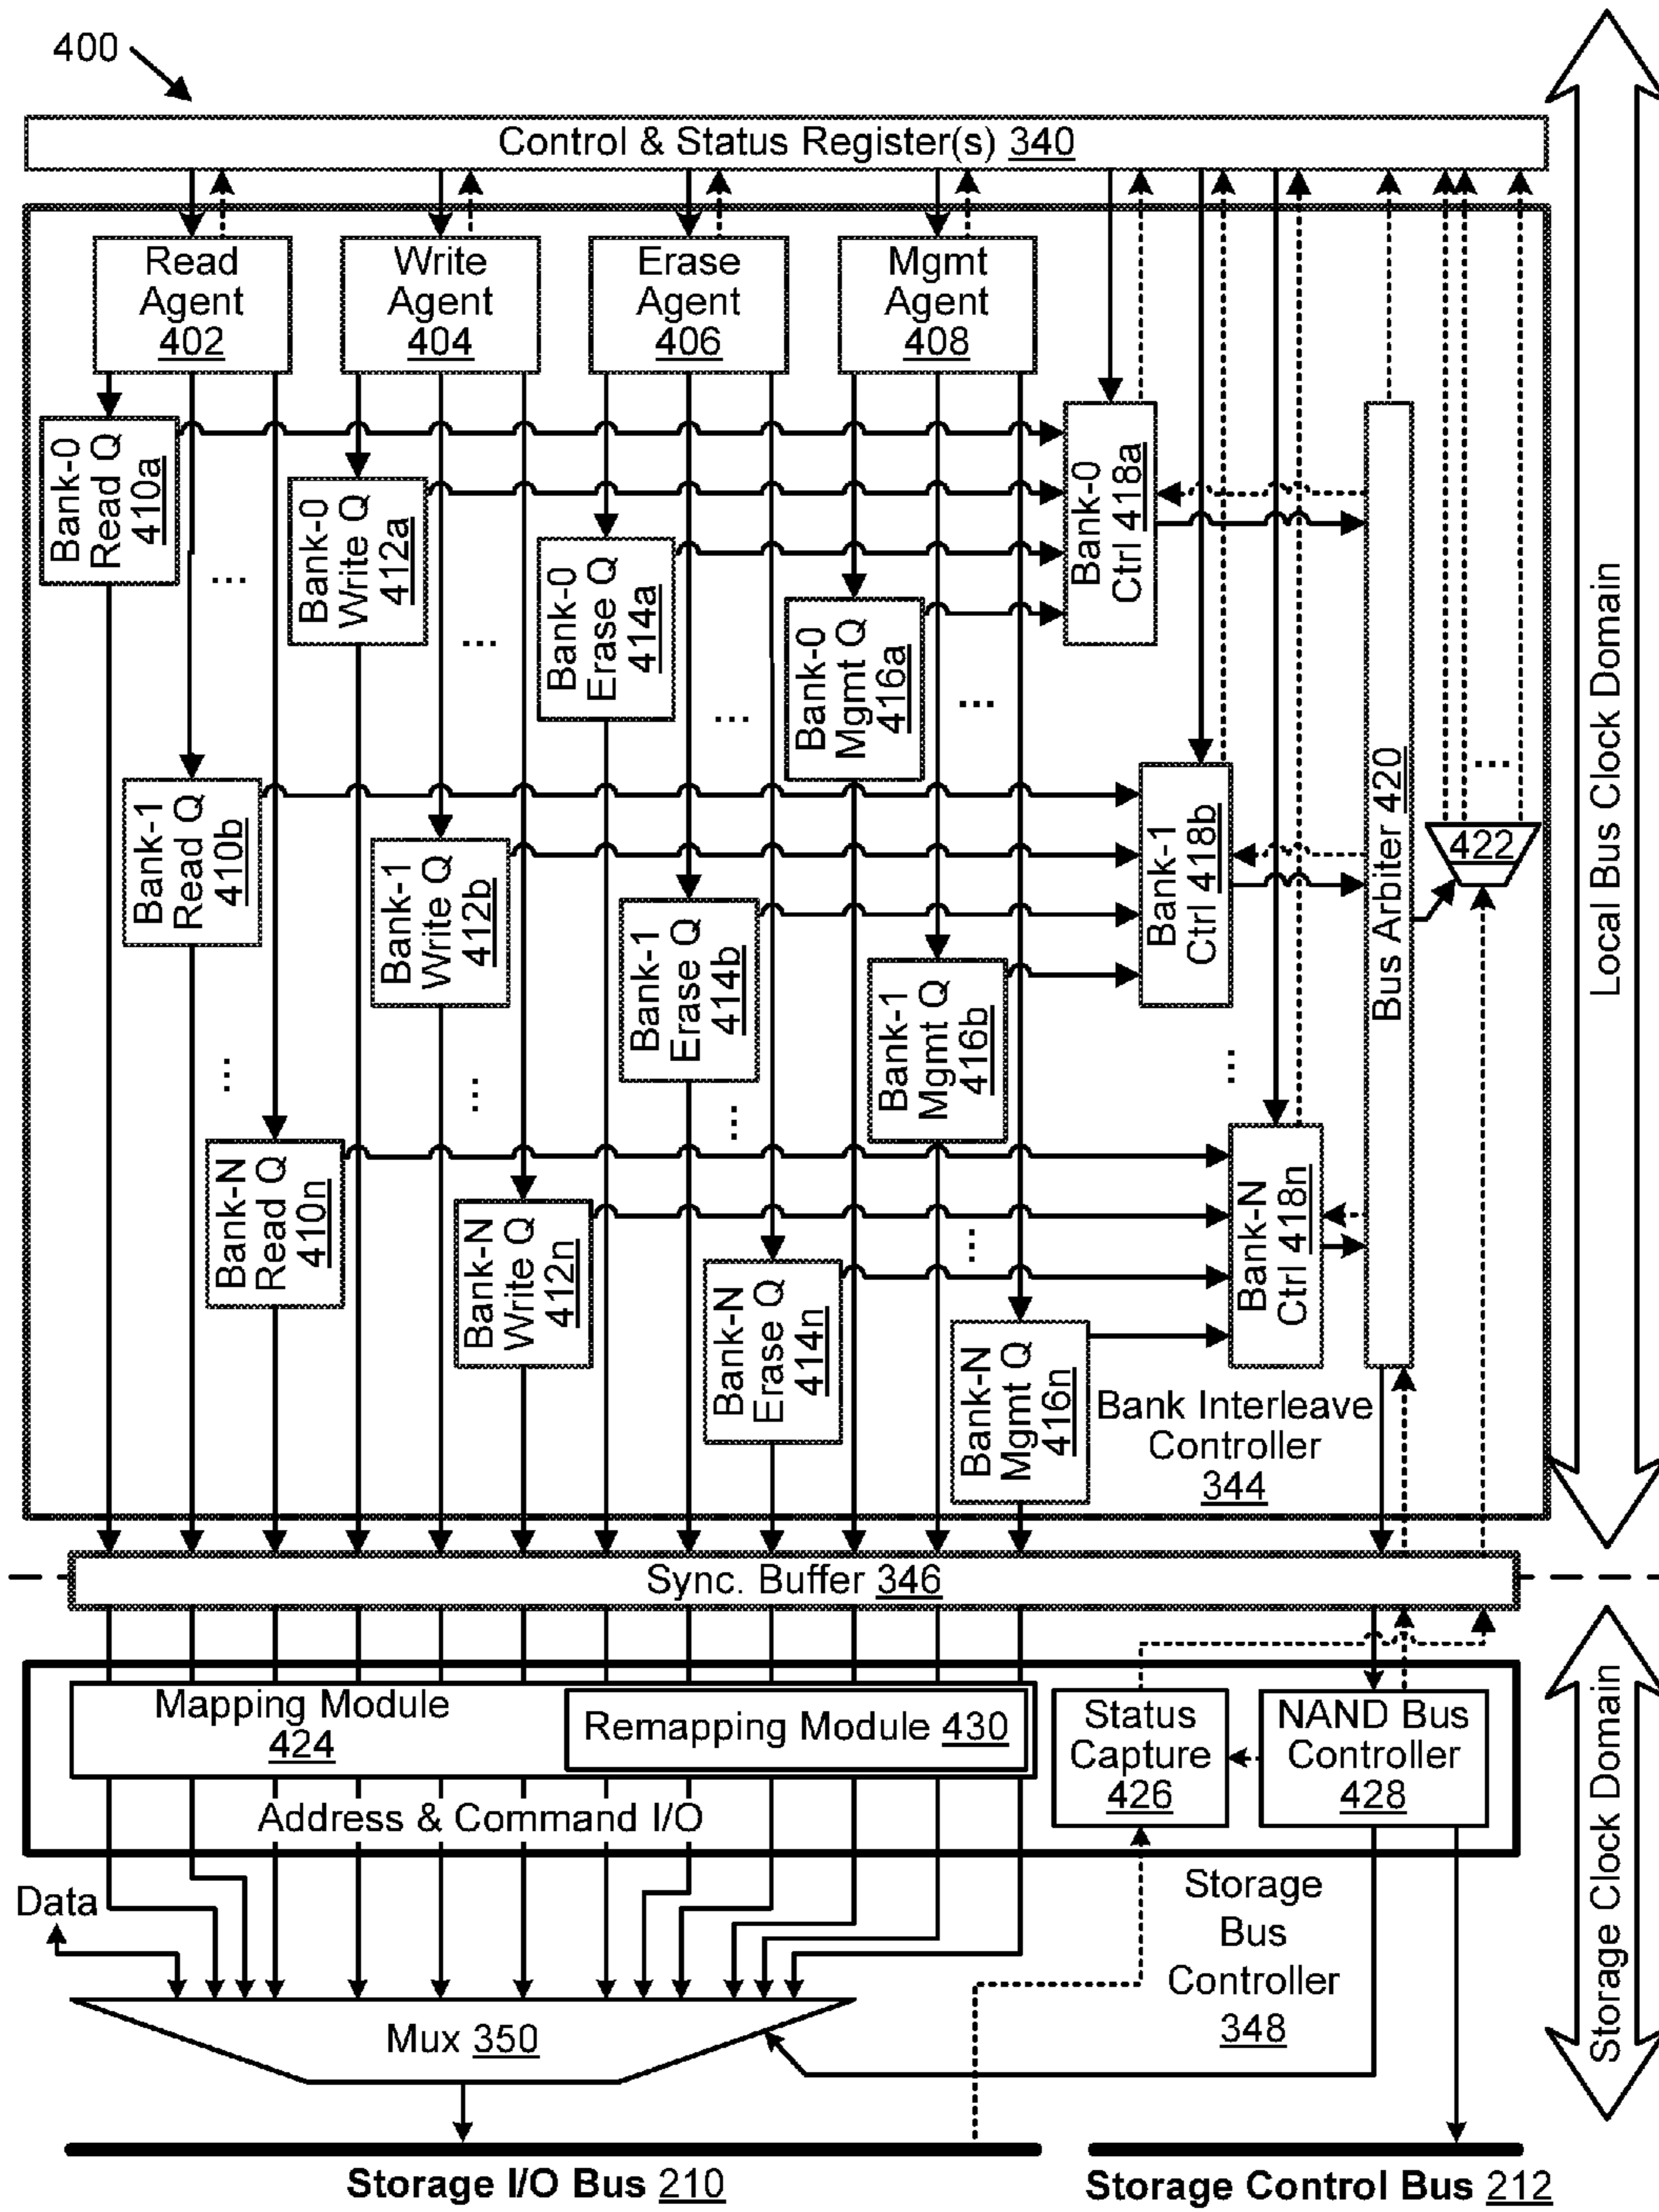 400
Control & Status Register(s) 340
Read
Agent
402
Write
Agent
404
Erase
Agent
406
Mgmt
Agent
408
Bank-0
Read Q
410a
Bank-0
Write Q
412a
Bank-0
Erase Q
414a
Bank-0
Mgmt Q
416a
Bank-0
Ctrl 418a
...
...
...
...
Bank-1
Read Q
410b
Bank-1
Write Q
412b
Bank-1
Erase Q
414b
Bank-1
Mgmt Q
416b
Bank-1
Ctrl 418b
Bus Arbiter 420
...
422
...
...
...
...
...
Bank-N
Read Q
410n
Bank-N
Write Q
412n
Bank-N
Erase Q
414n
Bank-N
Mgmt Q
416n
Bank-N
Ctrl 418n
Bank Interleave
Controller
344
Local Bus Clock Domain
Sync. Buffer 346
Mapping Module
424
Remapping Module 430
Status
Capture
426
NAND Bus
Controller
428
Address & Command I/O
Storage Clock Domain
Data
Storage
Bus
Controller
348
Mux 350
Storage I/O Bus 210
Storage Control Bus 212